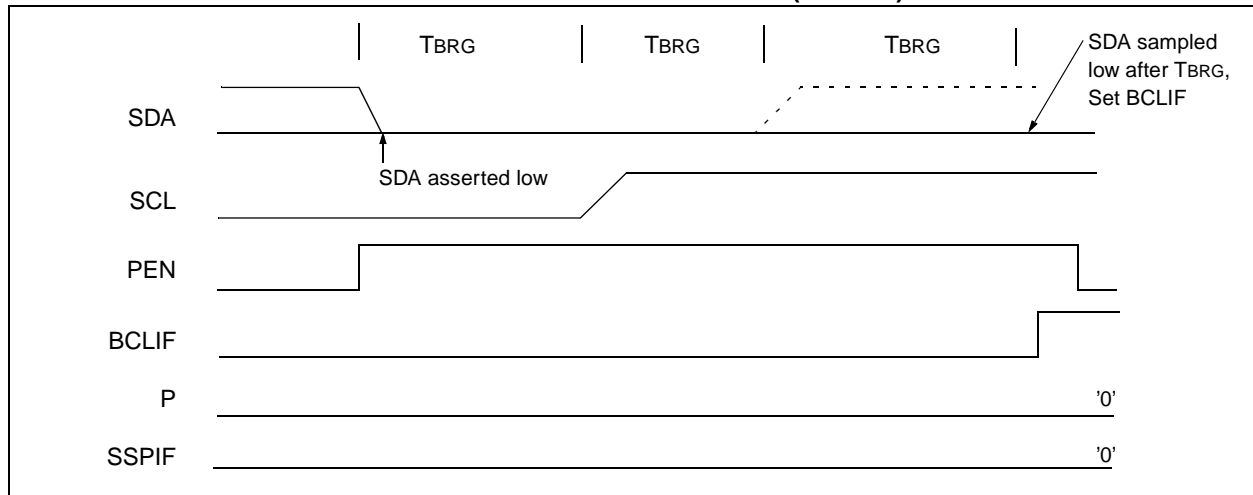 TBRG TBRG TBRG
SDA sampled
low after TBRG,
Set BCLIF
SDA
SDA asserted low
SCL
PEN
BCLIF
P '0'
SSPIF '0'